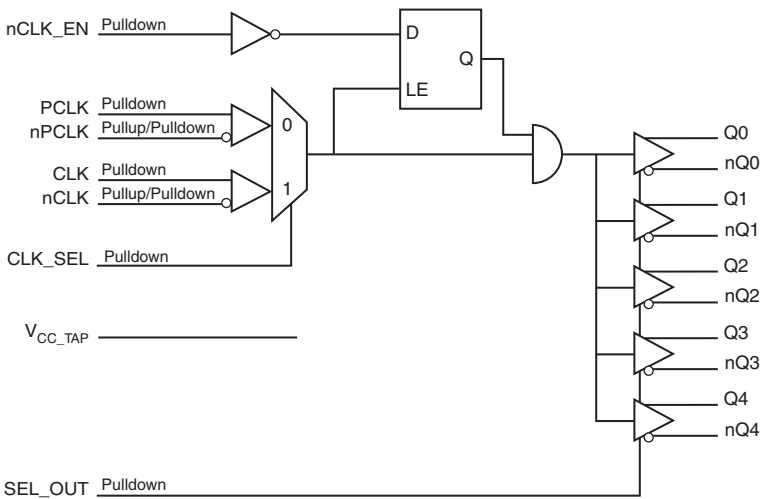 nCLK_EN Pulldown
D
Q
LE
PCLK Pulldown
nPCLK Pullup/Pulldown
0
CLK Pulldown
nCLK Pullup/Pulldown
1
CLK_SEL Pulldown
VCC_TAP
Q0
nQ0
Q1
nQ1
Q2
nQ2
Q3
nQ3
Q4
nQ4
SEL_OUT Pulldown